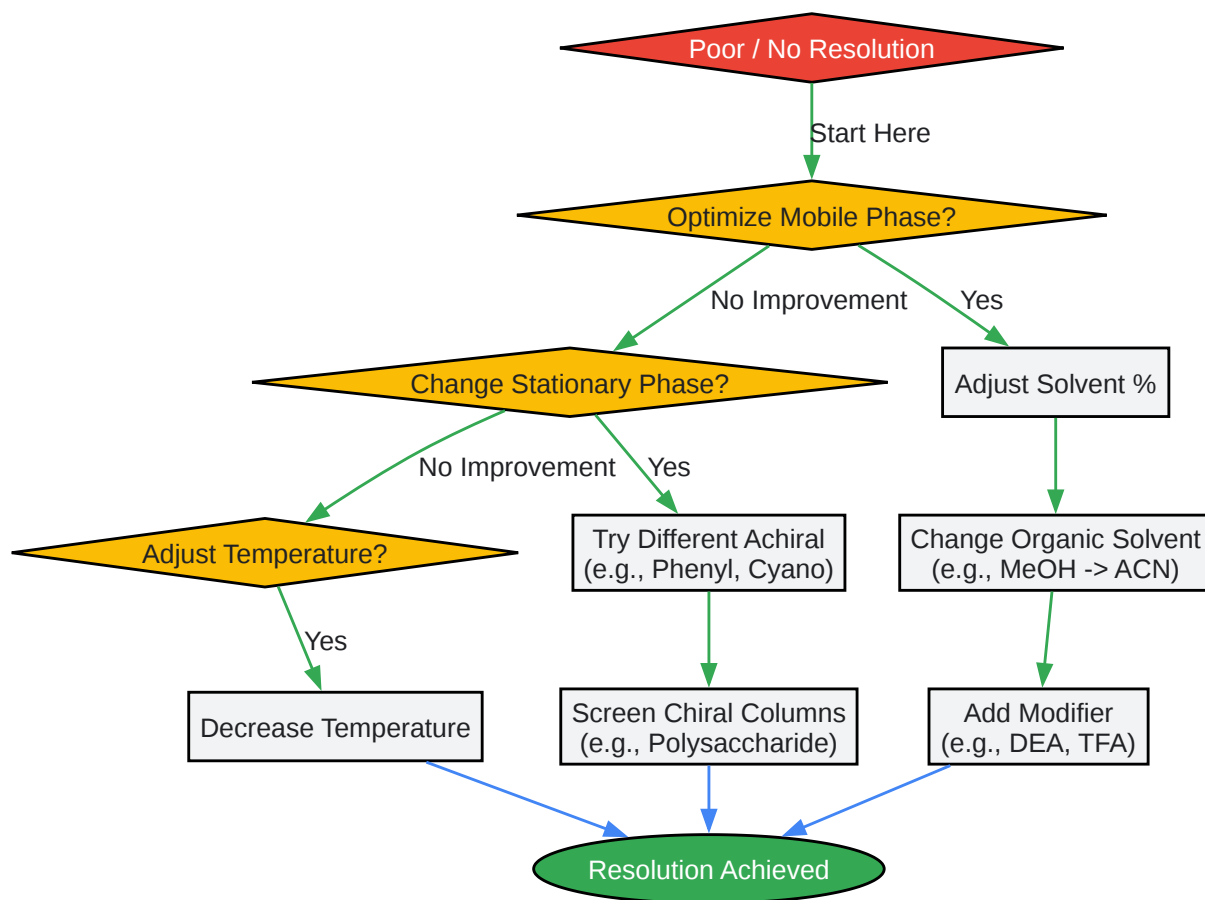 Poor / No Resolution
Start Here
Optimize Mobile Phase?
No Improvement
Yes
Change Stationary Phase?
Adjust Solvent %
No Improvement
Yes
Adjust Temperature?
Try Different Achiral
(e.g., Phenyl, Cyano)
Change Organic Solvent
(e.g., MeOH -> ACN)
Yes
Decrease Temperature
Screen Chiral Columns
(e.g., Polysaccharide)
Add Modifier
(e.g., DEA, TFA)
Resolution Achieved